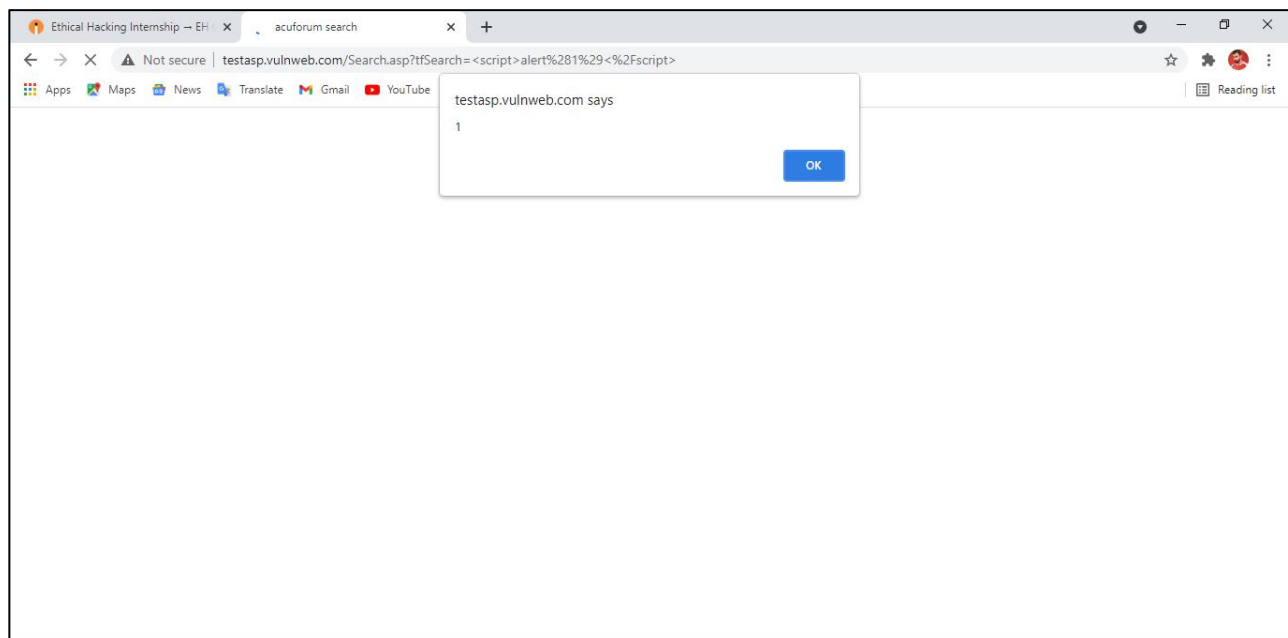 Ethical Hacking Internship → EH
acuforum search
Not secure | testasp.vulnweb.com/Search.asp?tfSearch=<script>alert%281%29<%2Fscript>
Apps Maps News Translate Gmail YouTube Reading list
testasp.vulnweb.com says
1
OK